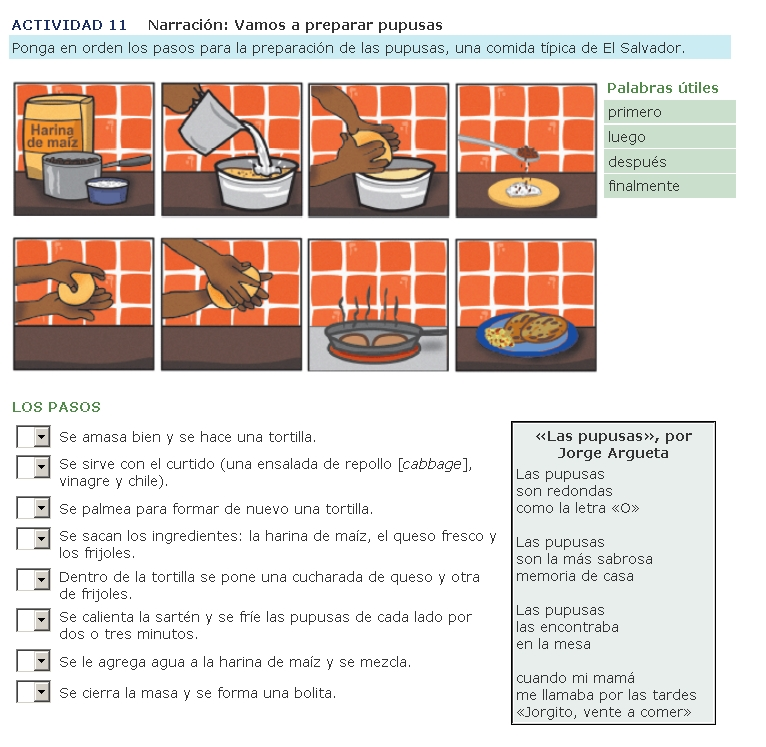 ACTIVIDAD 11 Narración: Vamos a preparar pupusas
Ponga en orden los pasos para la preparación de las pupusas, una comida típica de El Salvador.
Harina
de maíz
Palabras útiles
primero
luego
después
finalmente
LOS PASOS
Se amasa bien y se hace una tortilla.
Se sirve con el curtido (una ensalada de repollo [cabbage],
vinagre y chile).
Se palmea para formar de nuevo una tortilla.
Se sacan los ingredientes: la harina de maíz, el queso fresco y
los frijoles.
Dentro de la tortilla se pone una cucharada de queso y otra
de frijoles.
Se calienta la sartén y se fríe las pupusas de cada lado por
dos o tres minutos.
Se le agrega agua a la harina de maíz y se mezcla.
Se cierra la masa y se forma una bolita.
«Las pupusas», por
Jorge Argueta
Las pupusas
son redondas
como la letra «O»
Las pupusas
son la más sabrosa
memoria de casa
Las pupusas
las encontraba
en la mesa
cuando mi mamá
me llamaba por las tardes
«Jorgito, vente a comer»